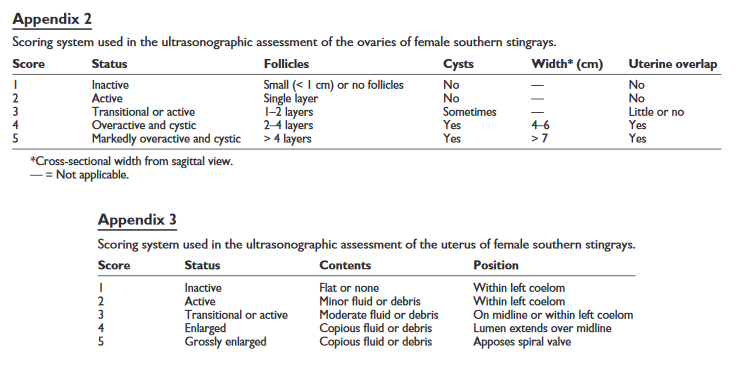 Appendix 2
Scoring system used in the ultrasonographic assessment of the ovaries of female southern stingrays.
Score Status Follicles Cysts Width* (cm) Uterine overlap
1 Inactive Small (< 1 cm) or no follicles No — No
2 Active Single layer No — No
3 Transitional or active 1–2 layers Sometimes — Little or no
4 Overactive and cystic 2–4 layers Yes 4–6 Yes
5 Markedly overactive and cystic > 4 layers Yes > 7 Yes
*Cross-sectional width from sagittal view.
— = Not applicable.
Appendix 3
Scoring system used in the ultrasonographic assessment of the uterus of female southern stingrays.
Score Status Contents Position
1 Inactive Flat or none Within left coelom
2 Active Minor fluid or debris Within left coelom
3 Transitional or active Moderate fluid or debris On midline or within left coelom
4 Enlarged Copious fluid or debris Lumen extends over midline
5 Grossly enlarged Copious fluid or debris Apposes spiral valve